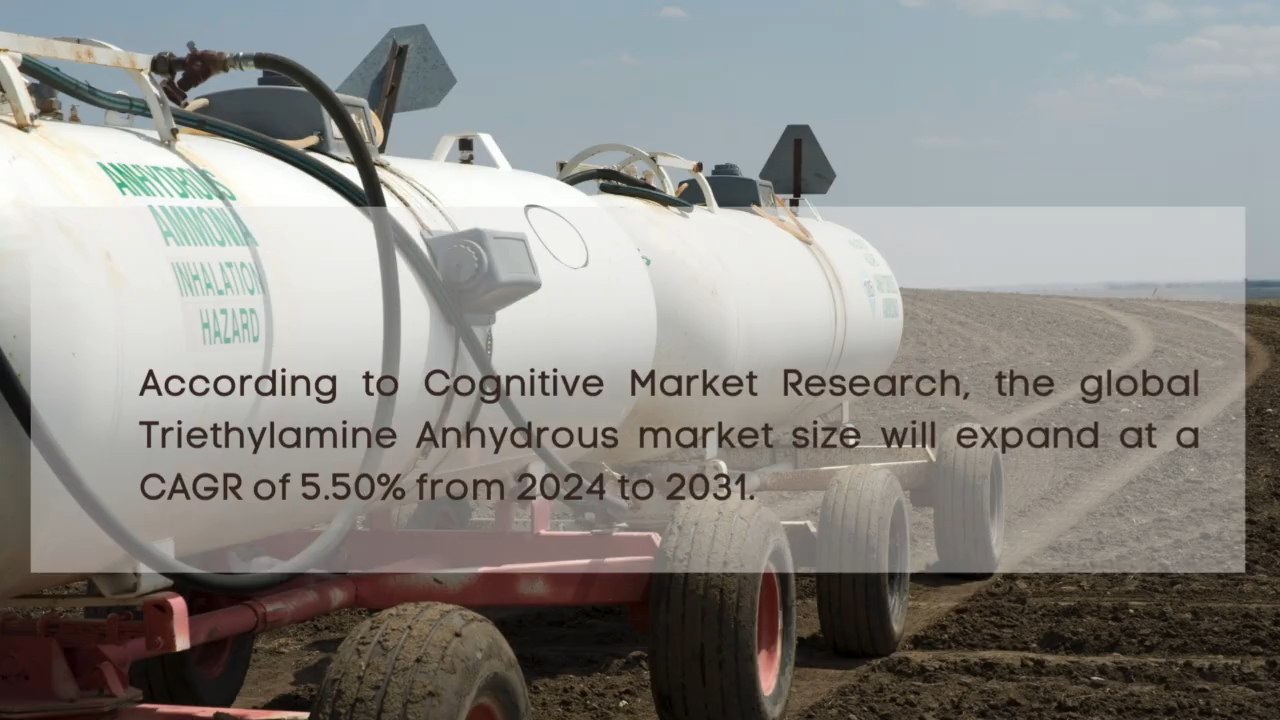 ANHYDROUS
AMMONIA
INHALATION
HAZARD
According to Cognitive Market Research, the global
Triethylamine Anhydrous market size will expand at a
CAGR of 5.50% from 2024 to 2031.